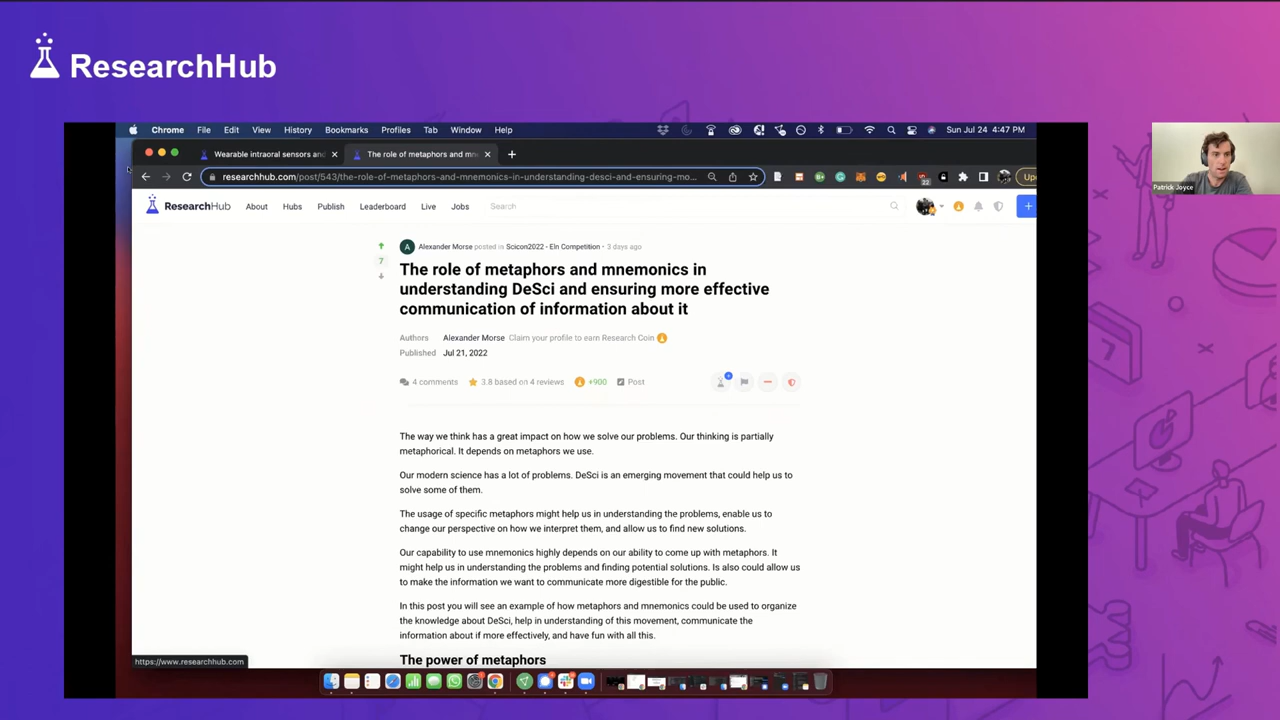 ResearchHub
Chrome File Edit View History Bookmarks Profiles Tab Window Help Sun Jul 24 4:47 PM
Wearable intraoral sensors and The role of metaphors and mn
researchhub.com/post/543/the-role-of-metaphors-and-mnemonics-in-understanding-desci-and-ensuring-mo...
22
ResearchHub About Hubs Publish Leaderboard Live Jobs Search
Patrick Joyce
A Alexander Morse posted in Scicon2022 - Eln Competition • 3 days ago
7
The role of metaphors and mnemonics in
understanding DeSci and ensuring more effective
communication of information about it
Authors Alexander Morse Claim your profile to earn Research Coin
Published Jul 21, 2022
4 comments 3.8 based on 4 reviews +900 Post
The way we think has a great impact on how we solve our problems. Our thinking is partially
metaphorical. It depends on metaphors we use.
Our modern science has a lot of problems. DeSci is an emerging movement that could help us to
solve some of them.
The usage of specific metaphors might help us in understanding the problems, enable us to
change our perspective on how we interpret them, and allow us to find new solutions.
Our capability to use mnemonics highly depends on our ability to come up with metaphors. It
might help us in understanding the problems and finding potential solutions. Is also could allow us
to make the information we want to communicate more digestible for the public.
In this post you will see an example of how metaphors and mnemonics could be used to organize
the knowledge about DeSci, help in understanding of this movement, communicate the
information about if more effectively, and have fun with all this.
The power of metaphors
https://www.researchhub.com